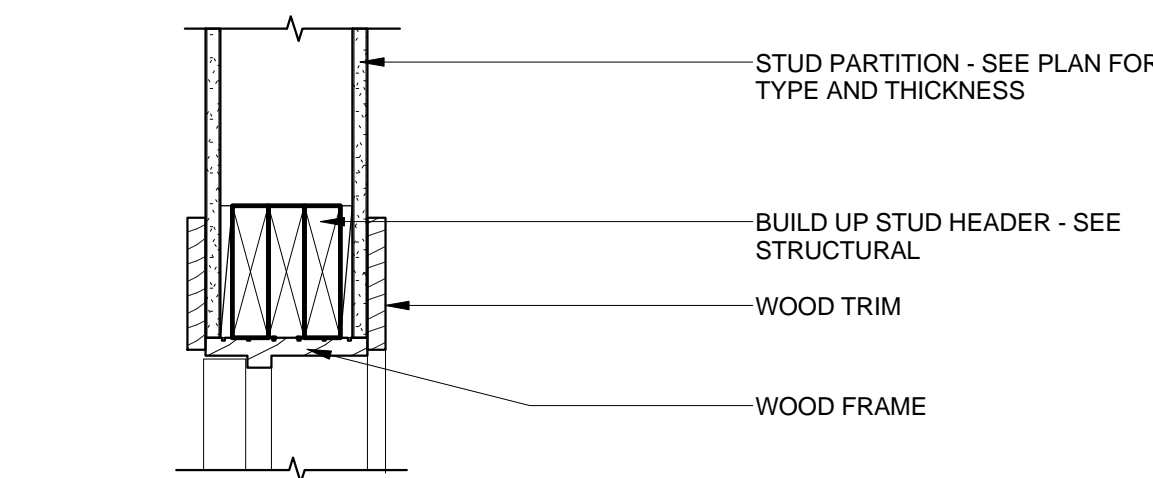 STUD PARTITION - SEE PLAN FOR
TYPE AND THICKNESS
BUILD UP STUD HEADER - SEE
STRUCTURAL
WOOD TRIM
WOOD FRAME